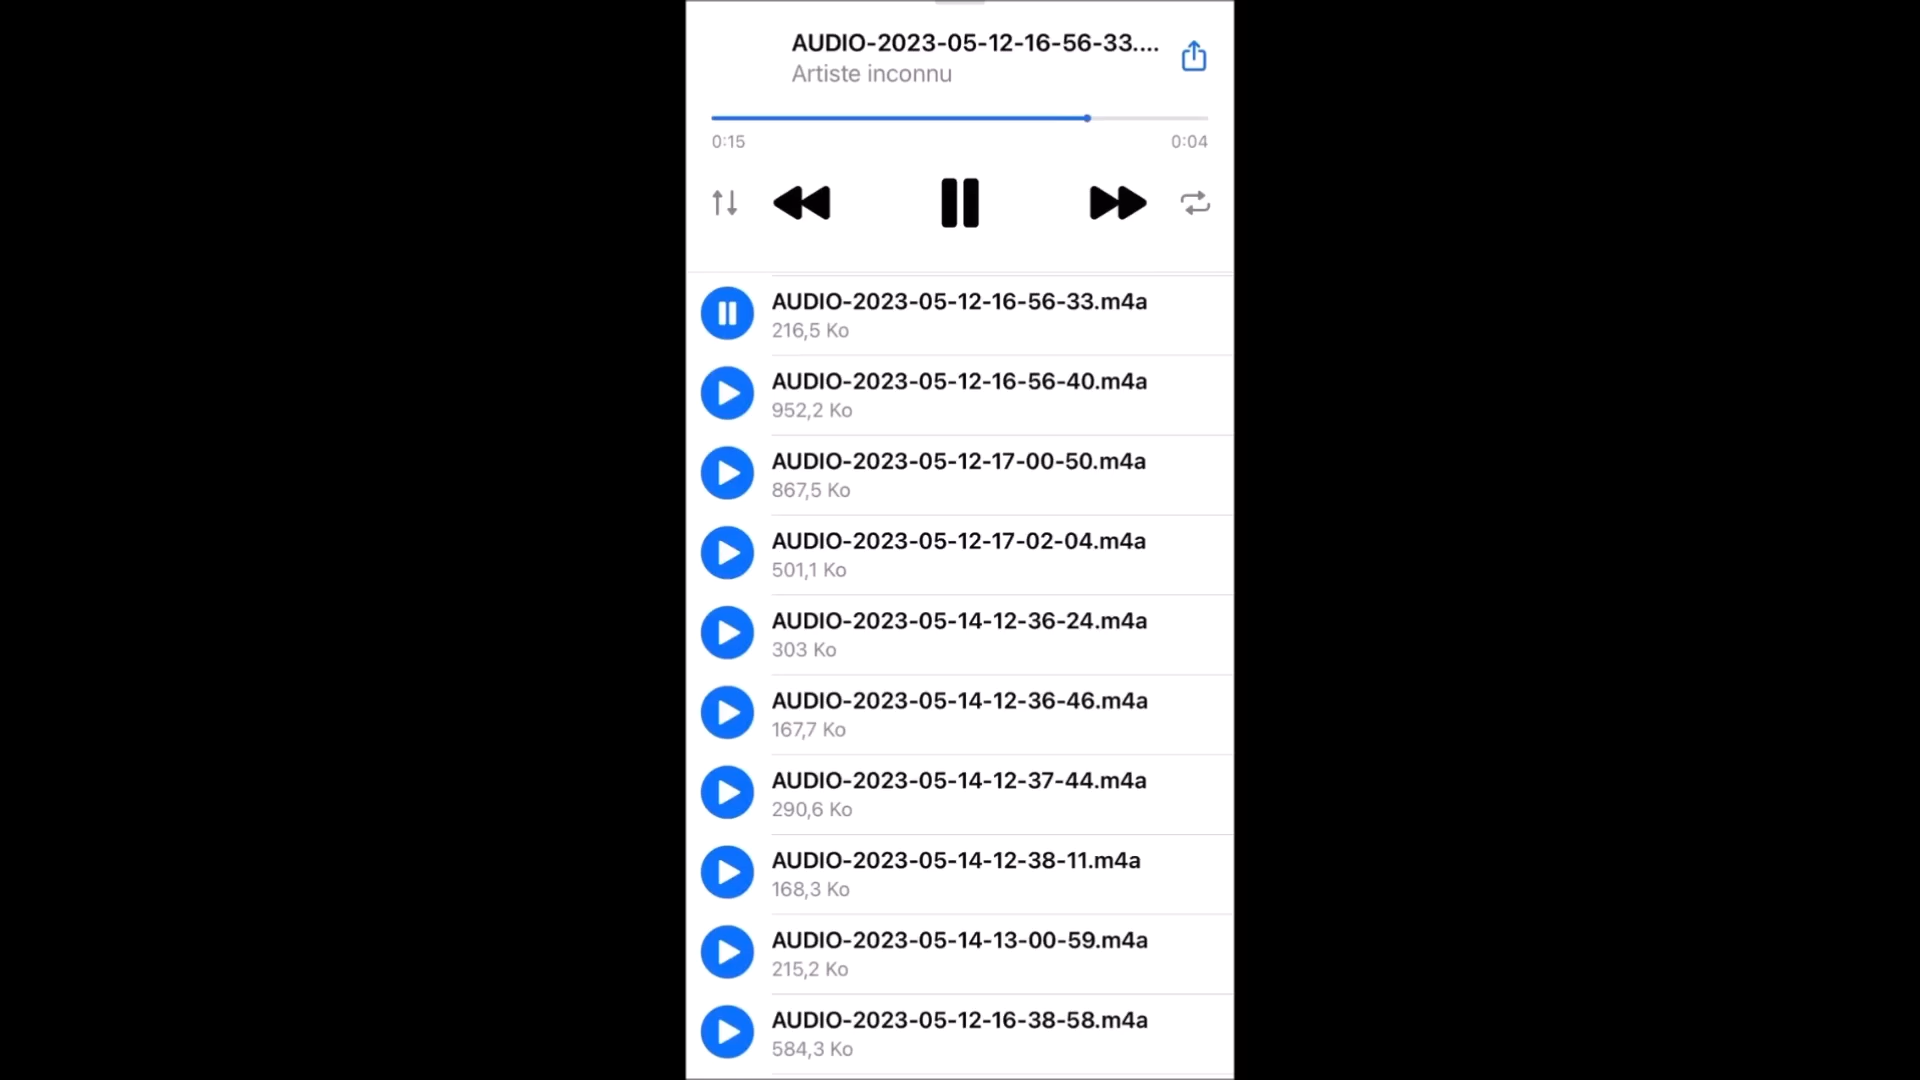 AUDIO-2023-05-12-16-56-33....
Artiste inconnu
0:15
0:04
AUDIO-2023-05-12-16-56-33.m4a
216,5 Ko
AUDIO-2023-05-12-16-56-40.m4a
952,2 Ko
AUDIO-2023-05-12-17-00-50.m4a
867,5 Ko
AUDIO-2023-05-12-17-02-04.m4a
501,1 Ko
AUDIO-2023-05-14-12-36-24.m4a
303 Ko
AUDIO-2023-05-14-12-36-46.m4a
167,7 Ko
AUDIO-2023-05-14-12-37-44.m4a
290,6 Ko
AUDIO-2023-05-14-12-38-11.m4a
168,3 Ko
AUDIO-2023-05-14-13-00-59.m4a
215,2 Ko
AUDIO-2023-05-12-16-38-58.m4a
584,3 Ko